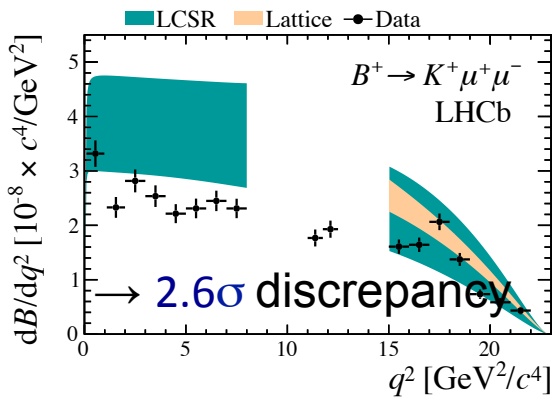 LCSR Lattice Data
dB/dq² [10⁻⁸ × c⁴/GeV²]
5
4
3
2
1
0
B⁺ → K⁺μ⁺μ⁻
LHCb
→ 2.6σ discrepancy
0 5 10 15 20
q² [GeV²/c⁴]